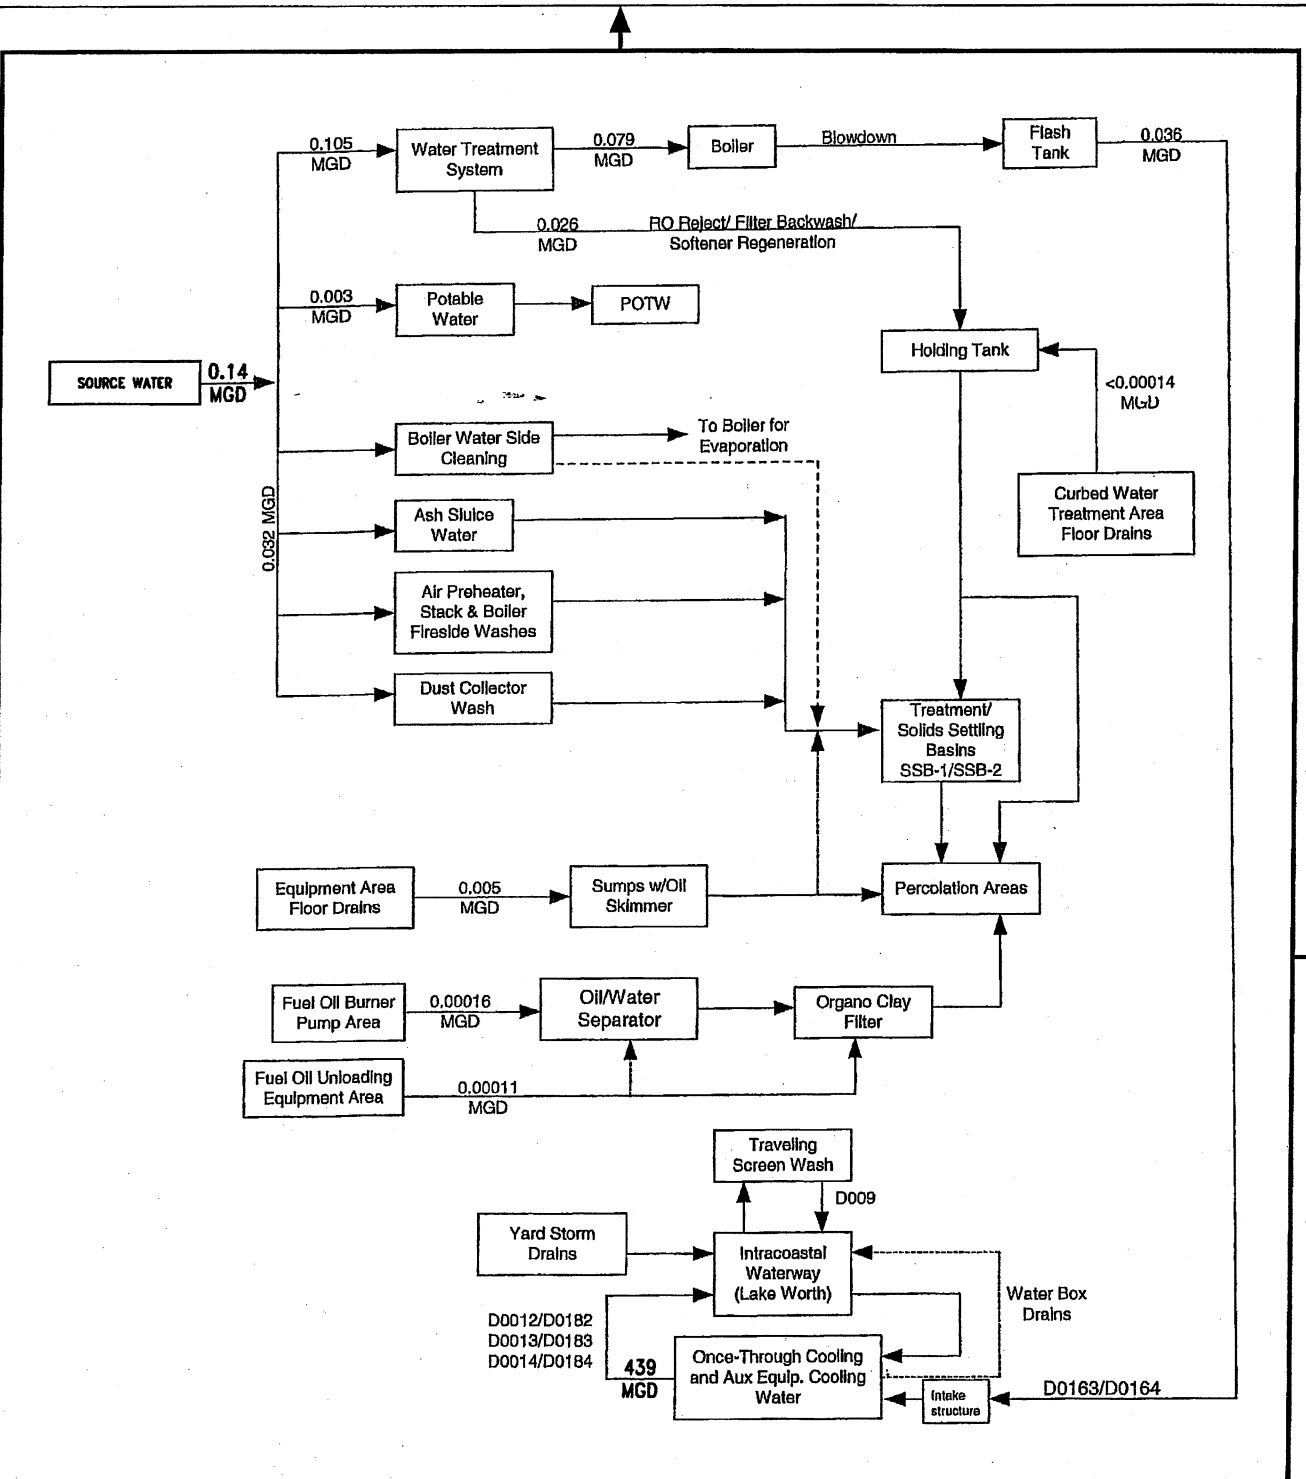 0.105
MGD
Water Treatment
System
0.079
MGD
Boiler
Blowdown
Flash
Tank
0.036
MGD
0.026
MGD
RO Reject/ Filter Backwash/
Softener Regeneration
0.003
MGD
Potable
Water
POTW
Holding Tank
SOURCE WATER
0.14
MGD
<0.00014
MGD
Boiler Water Side
Cleaning
To Boiler for
Evaporation
0.032 MGD
Curbed Water
Treatment Area
Floor Drains
Ash Sluice
Water
Air Preheater,
Stack & Boiler
Fireside Washes
Dust Collector
Wash
Treatment/
Solids Settling
Basins
SSB-1/SSB-2
Equipment Area
Floor Drains
0.005
MGD
Sumps w/Oil
Skimmer
Percolation Areas
Fuel Oil Burner
Pump Area
0.00016
MGD
Oil/Water
Separator
Organo Clay
Filter
Fuel Oil Unloading
Equipment Area
0.00011
MGD
Traveling
Screen Wash
D009
Yard Storm
Drains
Intracoastal
Waterway
(Lake Worth)
Water Box
Drains
D0012/D0182
D0013/D0183
D0014/D0184
439
MGD
Once-Through Cooling
and Aux Equip. Cooling
Water
Intake
structure
D0163/D0164